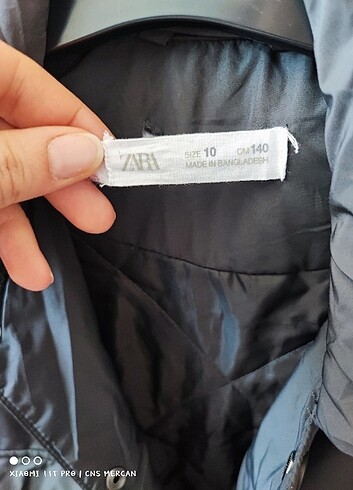 ZARA
SIZE 10 CM 140
MADE IN BANGLADESH
XIAOMI 11T PRO | CNS MERCAN